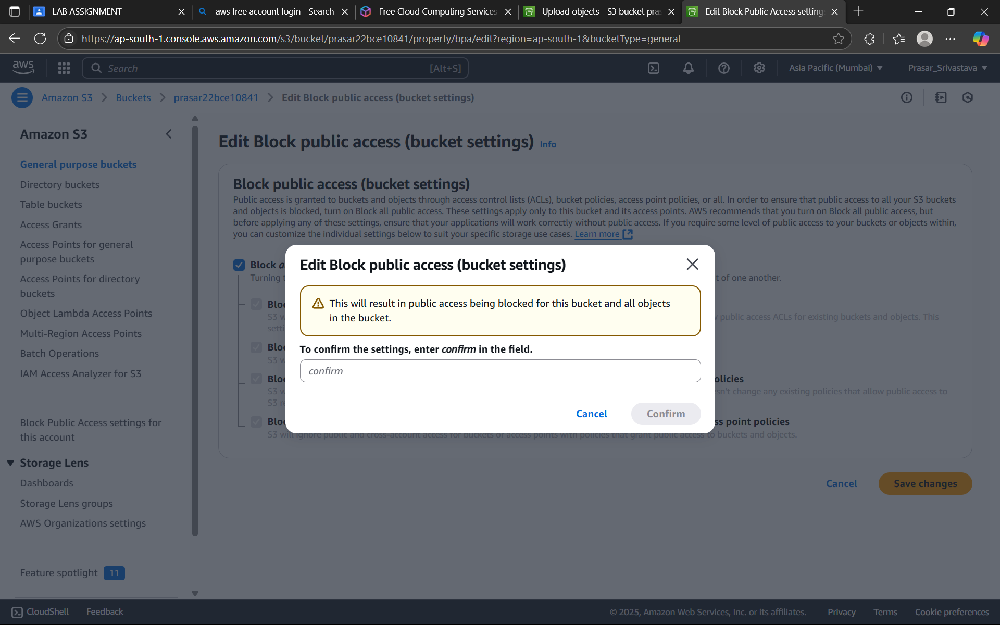 LAB ASSIGNMENT
aws free account login - Search
Free Cloud Computing Services
Upload objects - S3 bucket pras
Edit Block Public Access setting
https://ap-south-1.console.aws.amazon.com/s3/bucket/prasar22bce10841/property/bpa/edit?region=ap-south-1&bucketType=general
aws
Search
[Alt+S]
Asia Pacific (Mumbai)
Prasar_Srivastava
Amazon S3
Buckets
prasar22bce10841
Edit Block public access (bucket settings)
Amazon S3
General purpose buckets
Directory buckets
Table buckets
Access Grants
Access Points for general
purpose buckets
Access Points for directory
buckets
Object Lambda Access Points
Multi-Region Access Points
Batch Operations
IAM Access Analyzer for S3
Block Public Access settings for
this account
Storage Lens
Dashboards
Storage Lens groups
AWS Organizations settings
Feature spotlight 11
Edit Block public access (bucket settings) Info
Block public access (bucket settings)
Public access is granted to buckets and objects through access control lists (ACLs), bucket policies, access point policies, or all. In order to ensure that public access to all your S3 buckets
and objects is blocked, turn on Block all public access. These settings apply only to this bucket and its access points. AWS recommends that you turn on Block all public access, but
before applying any of these settings, ensure that your applications will work correctly without public access. If you require some level of public access to your buckets or objects within,
you can customize the individual settings below to suit your specific storage use cases. Learn more
Block
Turning
t of one another.
S3
public access ACLs for existing buckets and objects. This
S3
olicies
S3
sn't change any existing policies that allow public access to
S3
ss point policies
S3 will ignore public and cross-account access for buckets or access points with policies that grant public access to buckets and objects.
Edit Block public access (bucket settings)
This will result in public access being blocked for this bucket and all objects
in the bucket.
To confirm the settings, enter confirm in the field.
confirm
Cancel
Confirm
Cancel
Save changes
CloudShell
Feedback
© 2025, Amazon Web Services, Inc. or its affiliates.
Privacy
Terms
Cookie preferences